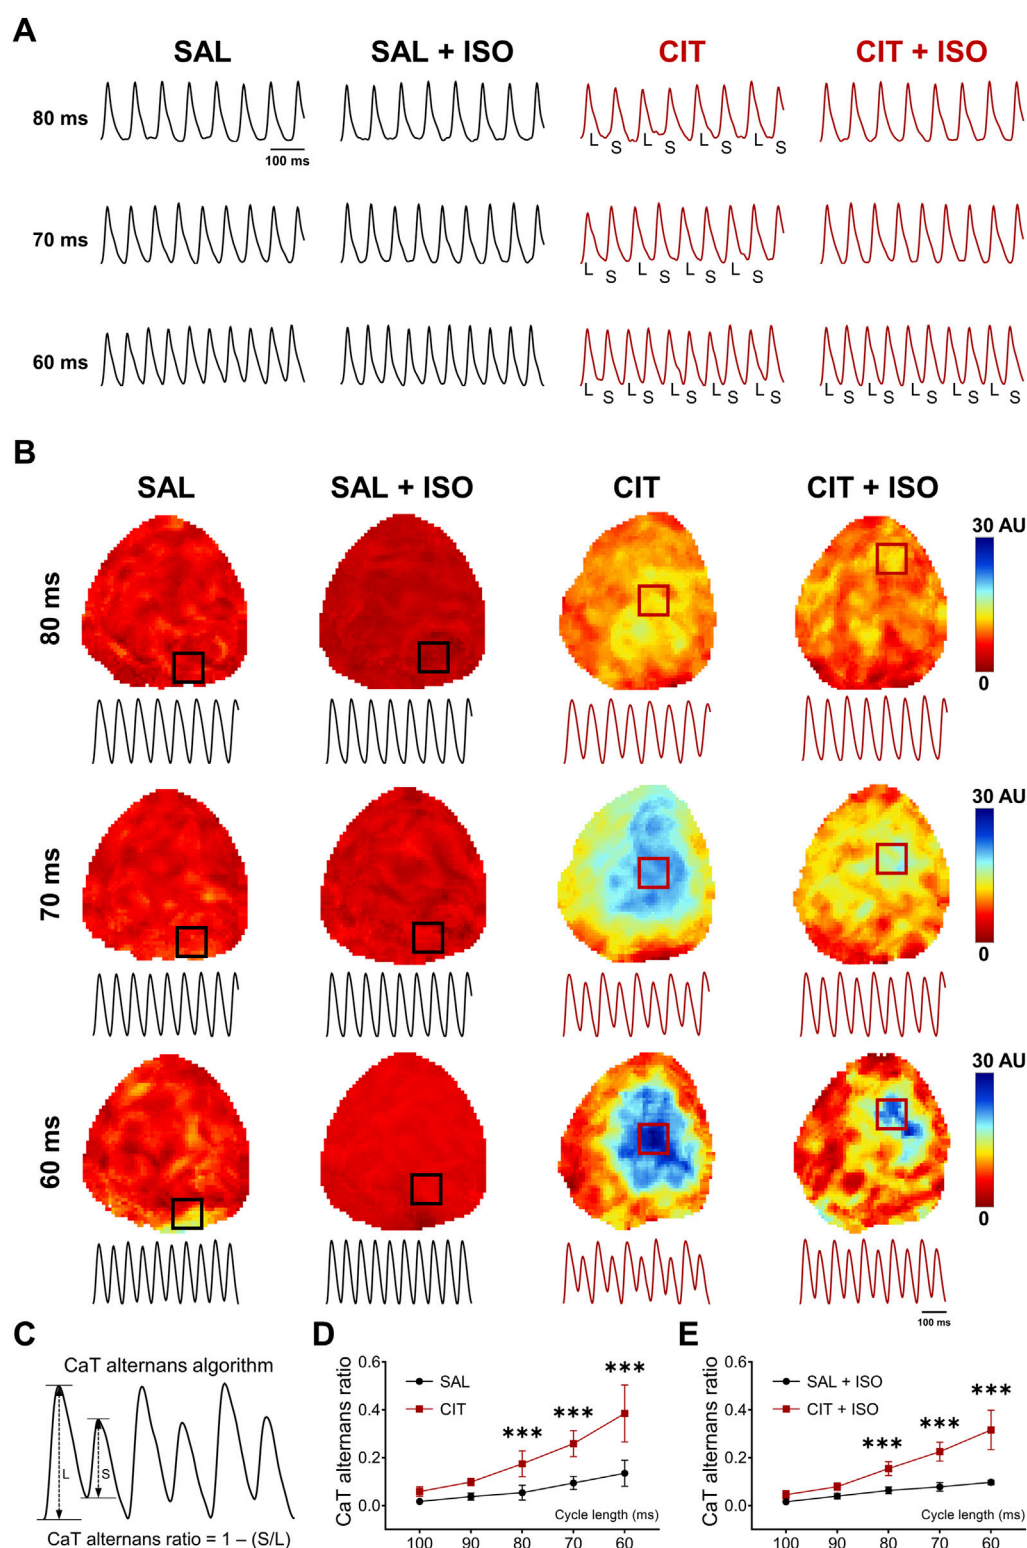 A
SAL SAL + ISO CIT CIT + ISO
80 ms
L S L S L S L S
100 ms
70 ms
L S L S L S L S
60 ms
L S L S L S L S L S L S L S L S L S L S
B
SAL SAL + ISO CIT CIT + ISO
80 ms
30 AU
0
70 ms
30 AU
0
60 ms
30 AU
0
100 ms
C
CaT alternans algorithm
L
S
CaT alternans ratio = 1 – (S/L)
D
CaT alternans ratio
0.6
0.4
0.2
0.0
SAL
CIT
*** *** ***
Cycle length (ms)
100 90 80 70 60
E
CaT alternans ratio
0.6
0.4
0.2
0.0
SAL + ISO
CIT + ISO
*** *** ***
Cycle length (ms)
100 90 80 70 60